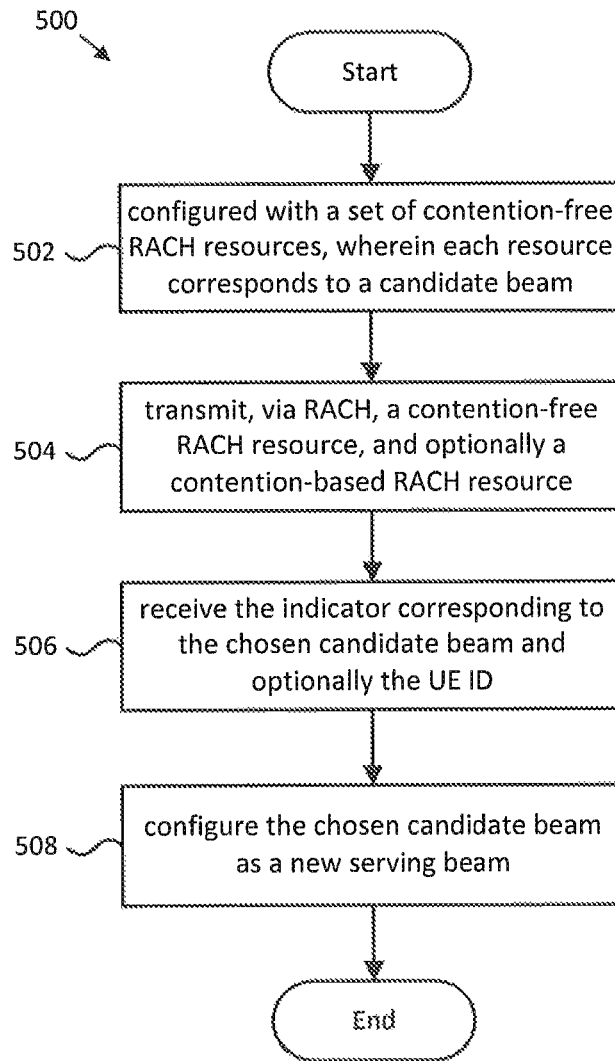 500
Start
502
configured with a set of contention-free
RACH resources, wherein each resource
corresponds to a candidate beam
504
transmit, via RACH, a contention-free
RACH resource, and optionally a
contention-based RACH resource
506
receive the indicator corresponding to
the chosen candidate beam and
optionally the UE ID
508
configure the chosen candidate beam
as a new serving beam
End